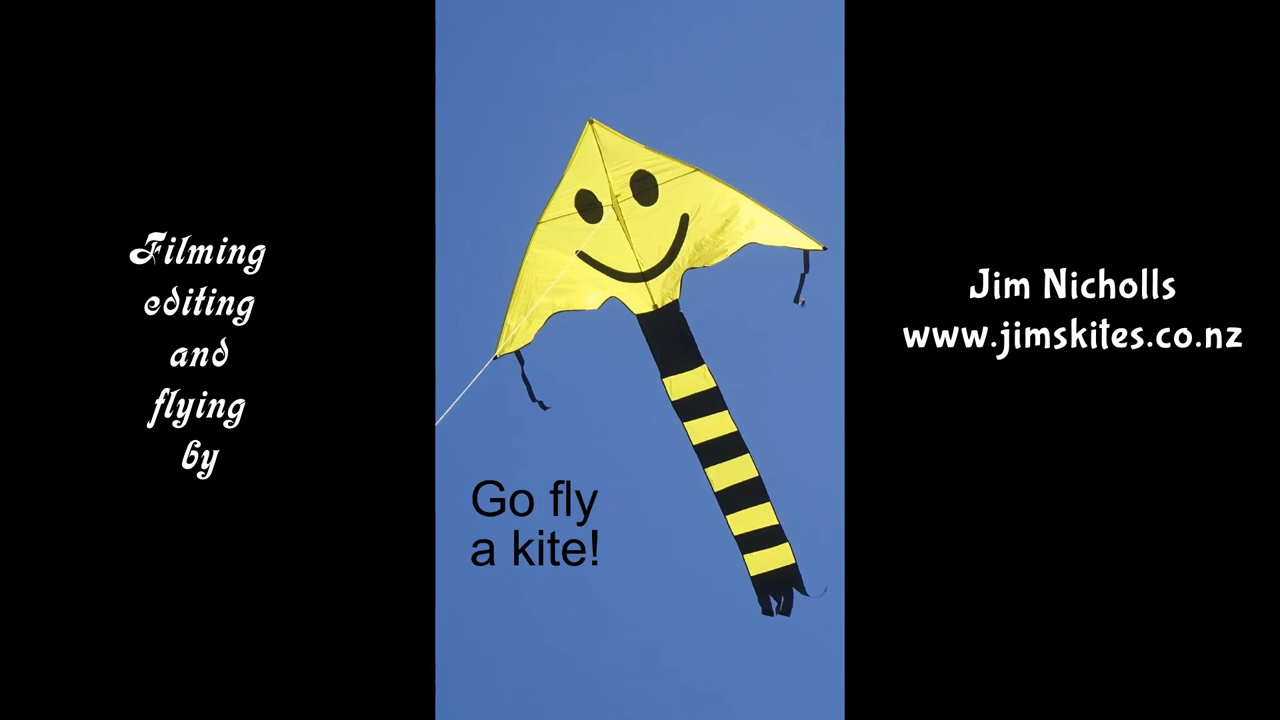 Filming
editing
and
flying
by
Go fly
a kite!
Jim Nicholls
www.jimskites.co.nz